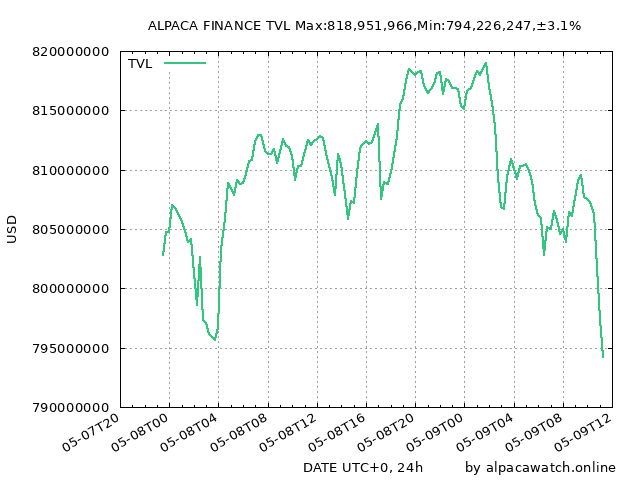 ALPACA FINANCE TVL Max:818,951,966,Min:794,226,247,±3.1%
820000000
TVL
815000000
810000000
805000000
USD
800000000
795000000
790000000
05-07T20
05-08T00
05-08T04
05-08T08
05-08T12
05-08T16
05-08T20
05-09T00
05-09T04
05-09T08
05-09T12
DATE UTC+0, 24h
by alpacawatch.online